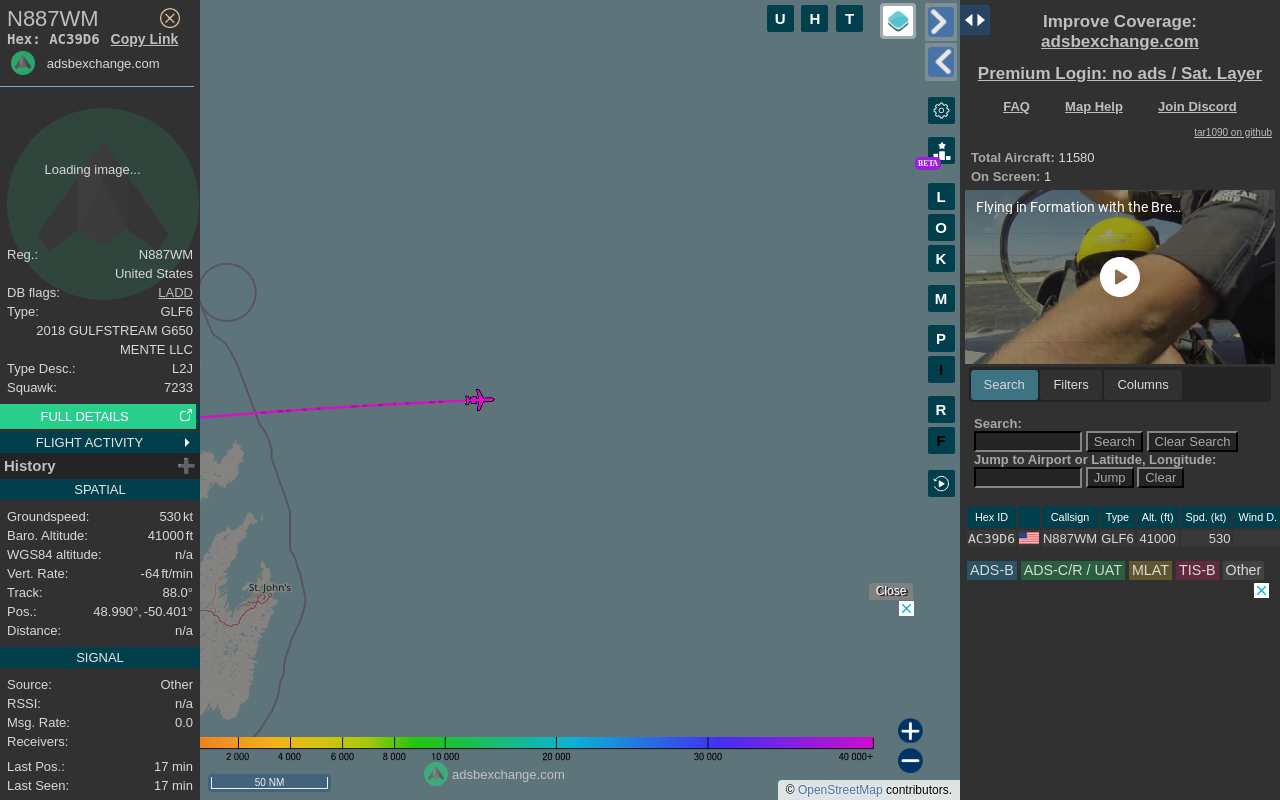 N887WM
Hex: AC39D6 Copy Link
adsbexchange.com
Loading image...
Reg.: N887WM
United States
DB flags: LADD
Type: GLF6
2018 GULFSTREAM G650
MENTE LLC
Type Desc.: L2J
Squawk: 7233
FULL DETAILS
FLIGHT ACTIVITY
History
SPATIAL
Groundspeed: 530 kt
Baro. Altitude: 41000 ft
WGS84 altitude: n/a
Vert. Rate: -64 ft/min
Track: 88.0°
Pos.: 48.990°, -50.401°
Distance: n/a
SIGNAL
Source: Other
RSSI: n/a
Msg. Rate: 0.0
Receivers:
Last Pos.: 17 min
Last Seen: 17 min
U H T
BETA
L
O
K
M
P
I
R
F
St. John's
Close
2 000 4 000 6 000 8 000 10 000 20 000 30 000 40 000+
50 NM
adsbexchange.com
© OpenStreetMap contributors.
Improve Coverage:
adsbexchange.com
Premium Login: no ads / Sat. Layer
FAQ Map Help Join Discord
tar1090 on github
Total Aircraft: 11580
On Screen: 1
Flying in Formation with the Bre...
Search Filters Columns
Search:
Search Clear Search
Jump to Airport or Latitude, Longitude:
Jump Clear
Hex ID Callsign Type Alt. (ft) Spd. (kt) Wind D.
AC39D6 N887WM GLF6 41000 530
ADS-B ADS-C/R / UAT MLAT TIS-B Other